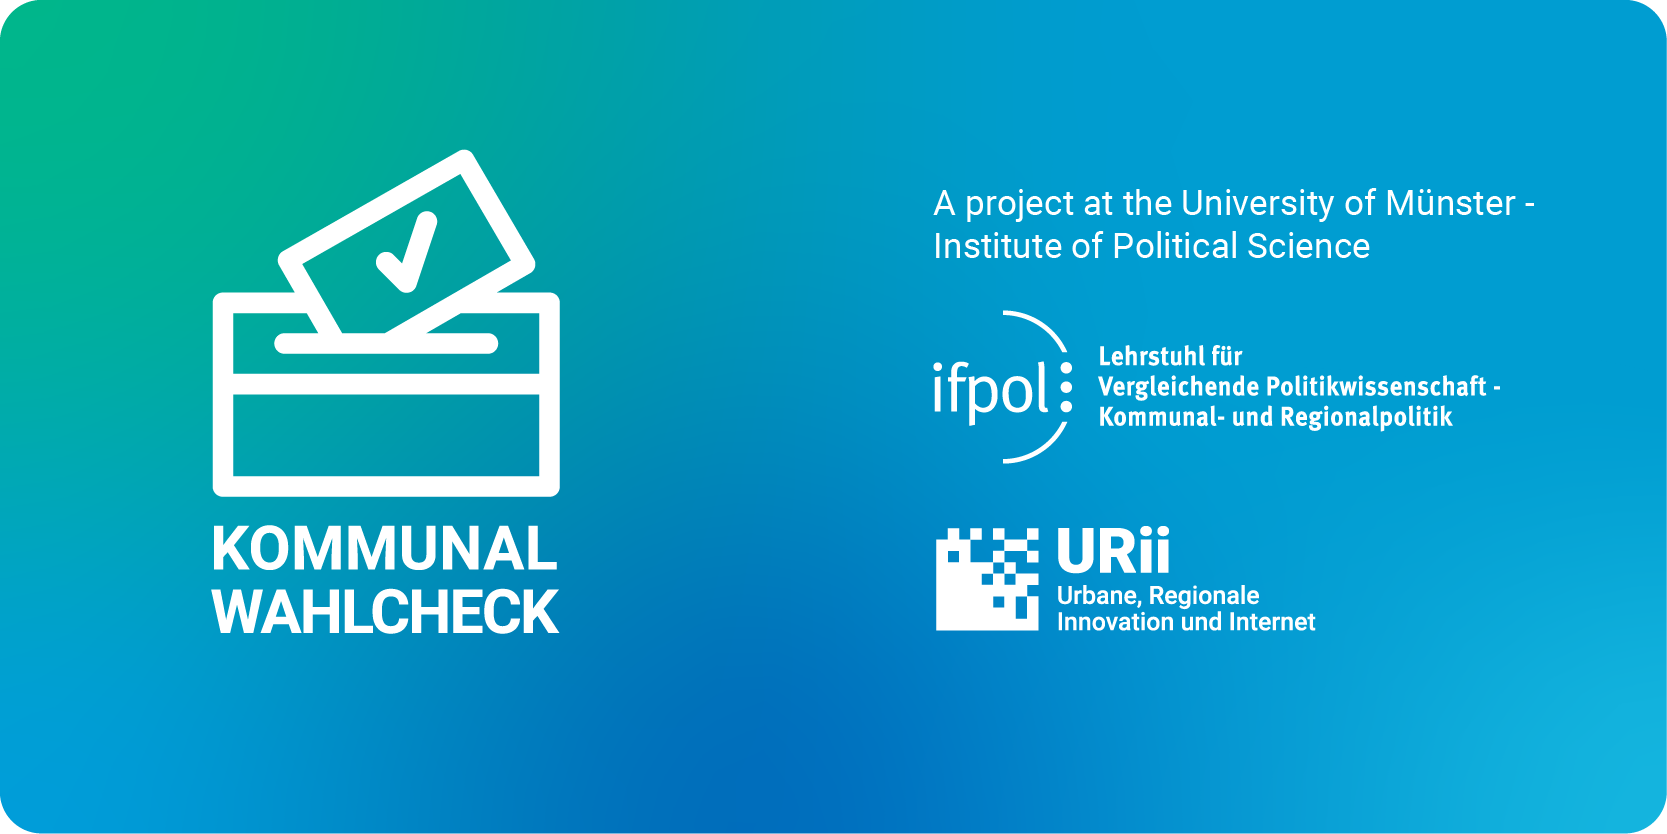 KOMMUNAL
WAHLCHECK
A project at the University of Münster -
Institute of Political Science
ifpol
Lehrstuhl für
Vergleichende Politikwissenschaft -
Kommunal- und Regionalpolitik
URii
Urbane, Regionale
Innovation und Internet